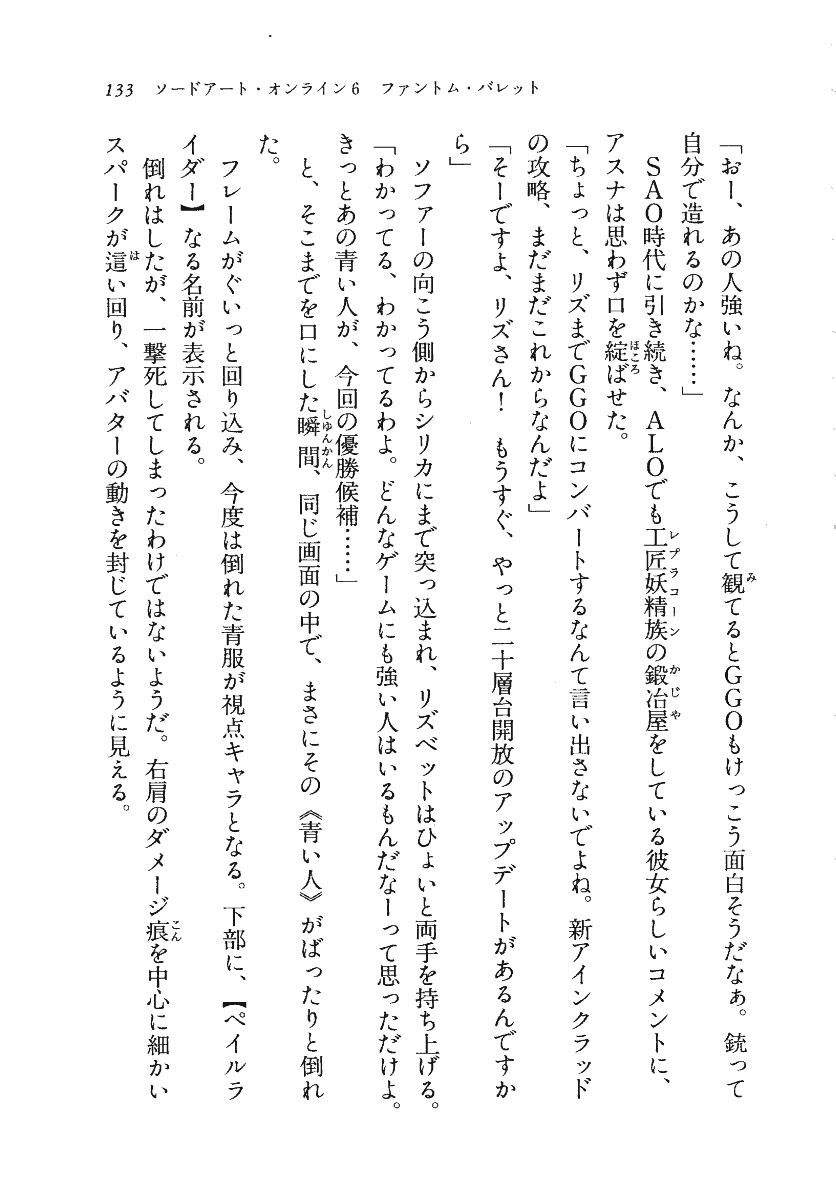 133 ソードアート・オンライン6 ファントム・バレット
「おー、あの人強いね。なんか、こうして観てるとGGOもけっこう面白そうだなぁ。銃って
自分で造れるのかな……」
SAO時代に引き続き、ALOでも工匠妖精族の鍛冶屋をしている彼女らしいコメントに、
アスナは思わず口を綻ばせた。
「ちょっと、リズまでGGOにコンバートするなんて言い出さないでよね。新アインクラッド
の攻略、まだまだこれからなんだよ」
「そーですよ、リズさん！ もうすぐ、やっと二十層台開放のアップデートがあるんですか
ら」
ソファーの向こう側からシリカにまで突っ込まれ、リズベットはひょいと両手を持ち上げる。
「わかってる、わかってるわよ。どんなゲームにも強い人はいるもんだなーって思っただけよ。
きっとあの青い人が、今回の優勝候補……」
と、そこまでを口にした瞬間、同じ画面の中で、まさにその《青い人》がばったりと倒れ
た。
フレームがぐいっと回り込み、今度は倒れた青服が視点キャラとなる。下部に、【ペイルラ
イダー】なる名前が表示される。
倒れはしたが、一撃死してしまったわけではないようだ。右肩のダメージ痕を中心に細かい
スパークが這い回り、アバターの動きを封じているように見える。